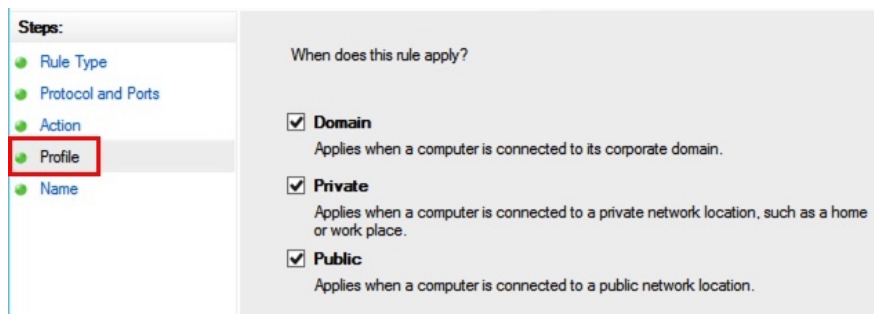 Steps:
Rule Type
Protocol and Ports
Action
Profile
Name
When does this rule apply?
Domain
Applies when a computer is connected to its corporate domain.
Private
Applies when a computer is connected to a private network location, such as a home
or work place.
Public
Applies when a computer is connected to a public network location.